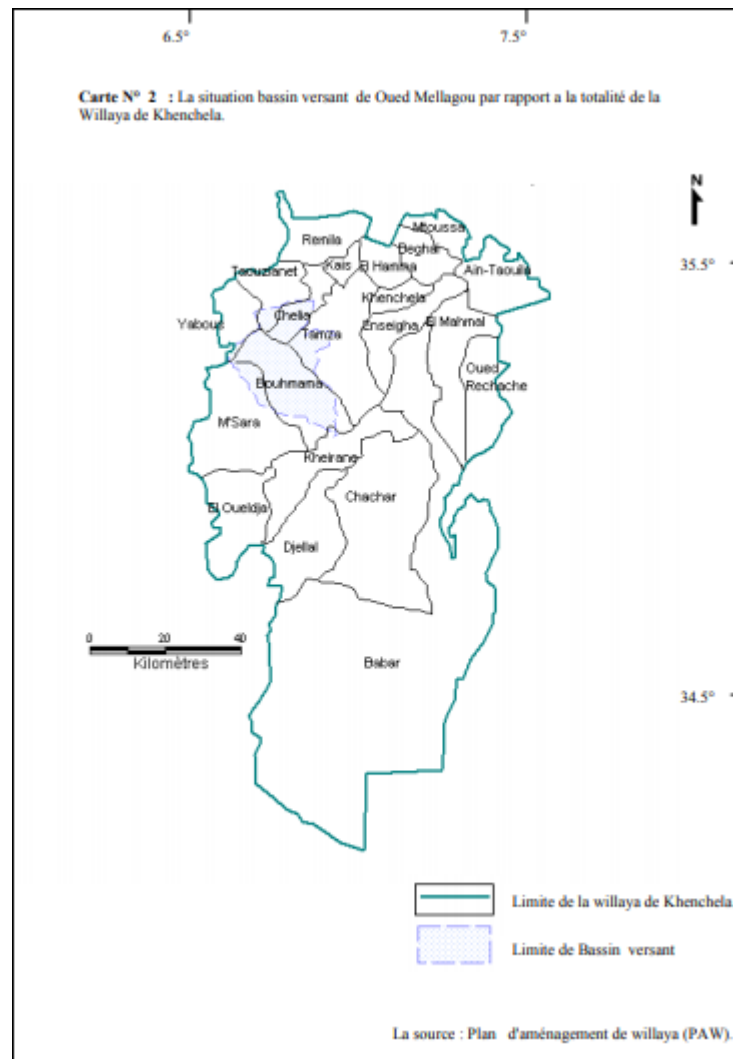 6.5° 7.5°
Carte N° 2 : La situation bassin versant de Oued Mellagou par rapport a la totalité de la
Willaya de Khenchela.
N
35.5°
Mtoussa
Remila
Beghar
Kais
El Hamma
Taouzianet
Ain-Touila
Khenchela
Chelia
Yabous
Tamza
Enseigha
El Mahmal
Oued
Rechache
Bouhmama
M'Sara
Kheirane
Chachar
El Oueldja
Djellal
0 20 40
Kilomètres
Babar
34.5°
Limite de la willaya de Khenchela.
Limite de Bassin versant
La source : Plan d'aménagement de willaya (PAW).